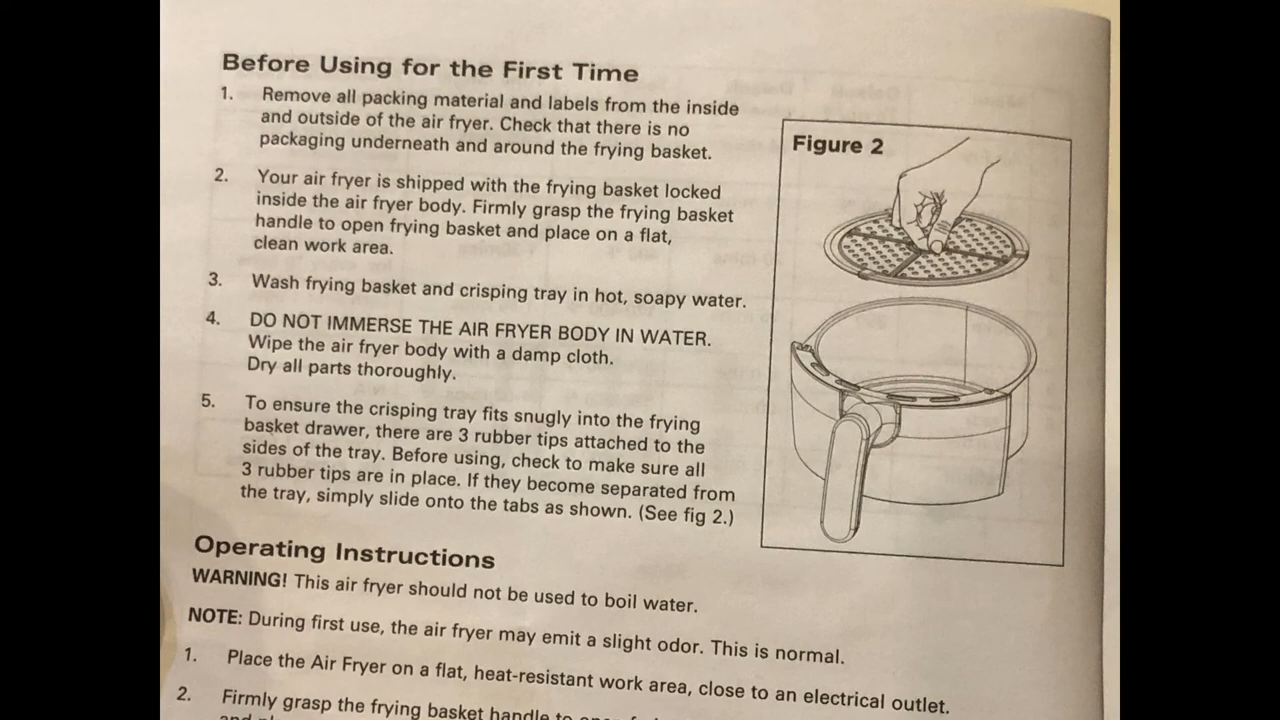 Before Using for the First Time
1. Remove all packing material and labels from the inside
and outside of the air fryer. Check that there is no
packaging underneath and around the frying basket.
2. Your air fryer is shipped with the frying basket locked
inside the air fryer body. Firmly grasp the frying basket
handle to open frying basket and place on a flat,
clean work area.
3. Wash frying basket and crisping tray in hot, soapy water.
4. DO NOT IMMERSE THE AIR FRYER BODY IN WATER.
Wipe the air fryer body with a damp cloth.
Dry all parts thoroughly.
5. To ensure the crisping tray fits snugly into the frying
basket drawer, there are 3 rubber tips attached to the
sides of the tray. Before using, check to make sure all
3 rubber tips are in place. If they become separated from
the tray, simply slide onto the tabs as shown. (See fig 2.)
Figure 2
Operating Instructions
WARNING! This air fryer should not be used to boil water.
NOTE: During first use, the air fryer may emit a slight odor. This is normal.
1. Place the Air Fryer on a flat, heat-resistant work area, close to an electrical outlet.
2. Firmly grasp the frying basket handle to